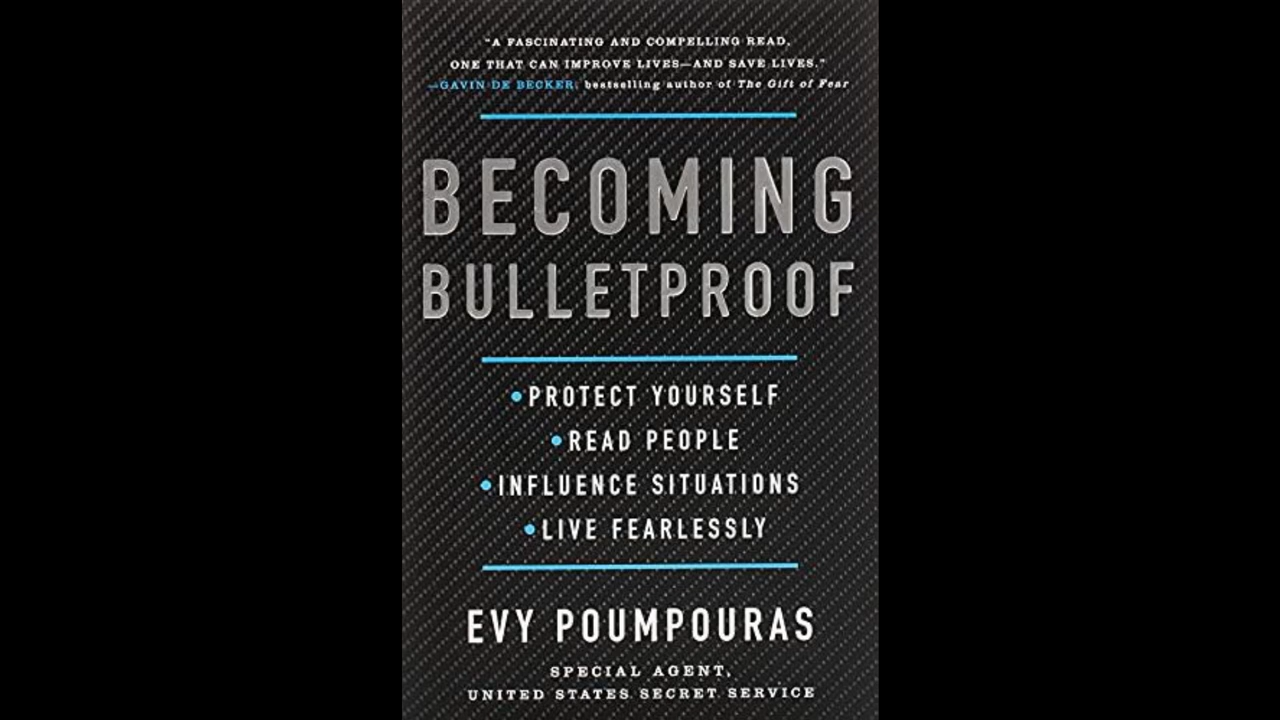 "A FASCINATING AND COMPELLING READ,
ONE THAT CAN IMPROVE LIVES—AND SAVE LIVES."
—GAVIN DE BECKER, bestselling author of The Gift of Fear
BECOMING
BULLETPROOF
•PROTECT YOURSELF
•READ PEOPLE
•INFLUENCE SITUATIONS
•LIVE FEARLESSLY
EVY POUMPOURAS
SPECIAL AGENT,
UNITED STATES SECRET SERVICE